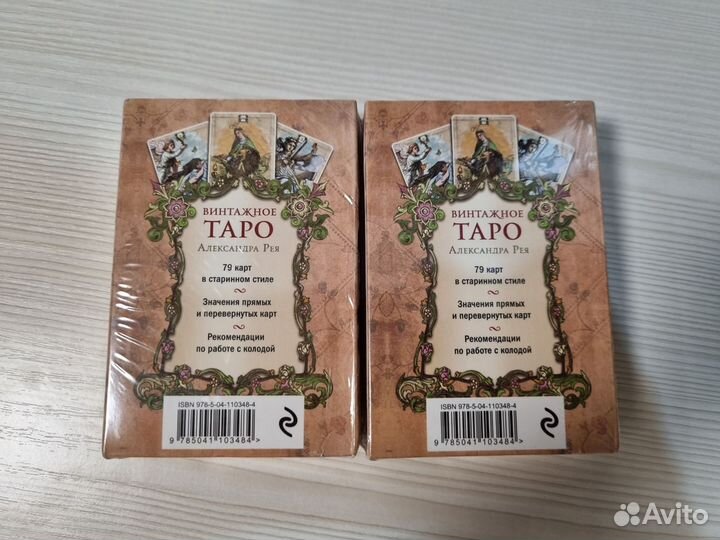 ВИНТАЖНОЕ
ТАРО
АЛЕКСАНДРА РЕЯ
79 карт
в старинном стиле
Значения прямых
и перевернутых карт
Рекомендации
по работе с колодой
ISBN 978-5-04-110348-4
9 785041 103484 >
ВИНТАЖНОЕ
ТАРО
АЛЕКСАНДРА РЕЯ
79 карт
в старинном стиле
Значения прямых
и перевернутых карт
Рекомендации
по работе с колодой
ISBN 978-5-04-110348-4
9 785041 103484 >
Avito